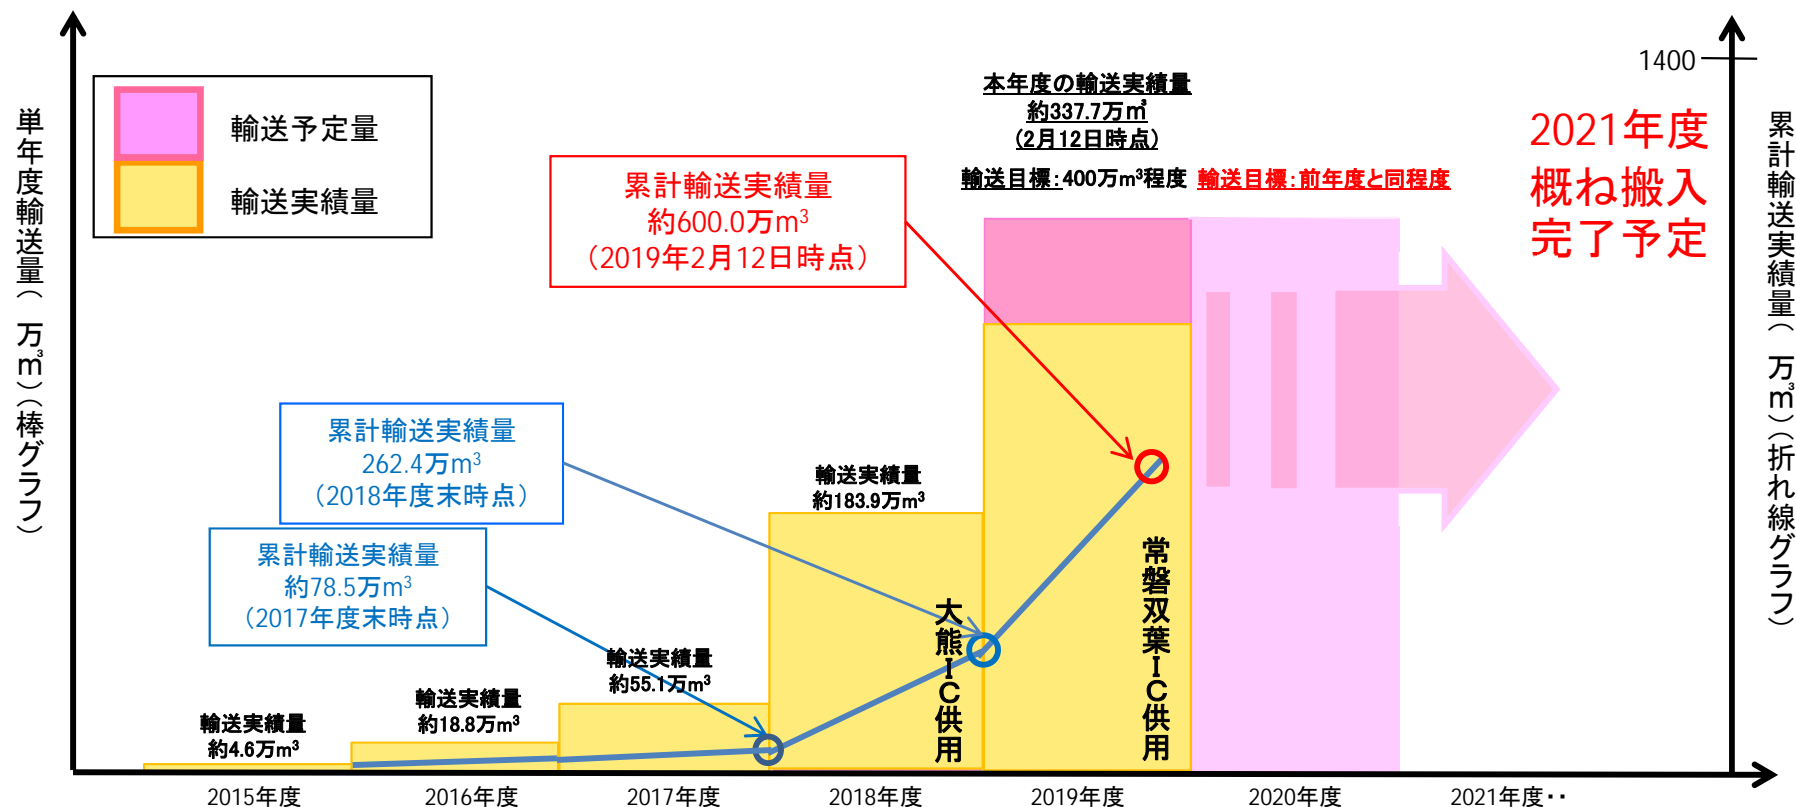 単年度輸送量（万㎥）（棒グラフ）
輸送予定量
輸送実績量
本年度の輸送実績量
約337.7万㎥
(2月12日時点)
輸送目標：400万m³程度
輸送目標：前年度と同程度
1400
2021年度
概ね搬入
完了予定
累計輸送実績量（万㎥）（折れ線グラフ）
累計輸送実績量
約600.0万m³
（2019年2月12日時点）
累計輸送実績量
262.4万m³
（2018年度末時点）
累計輸送実績量
約78.5万m³
（2017年度末時点）
輸送実績量
約4.6万m³
輸送実績量
約18.8万m³
輸送実績量
約55.1万m³
輸送実績量
約183.9万m³
大熊IC供用
常磐双葉IC供用
2015年度
2016年度
2017年度
2018年度
2019年度
2020年度
2021年度‥